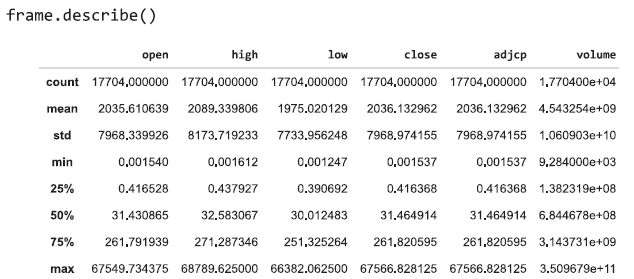 frame.describe()
open high low close adjcp volume
count 17704.000000 17704.000000 17704.000000 17704.000000 17704.000000 1.770400e+04
mean 2035.610639 2089.339806 1975.020129 2036.132962 2036.132962 4.543254e+09
std 7968.339926 8173.719233 7733.956248 7968.974155 7968.974155 1.060903e+10
min 0.001540 0.001612 0.001247 0.001537 0.001537 9.284000e+03
25% 0.416528 0.437927 0.390692 0.416368 0.416368 1.382319e+08
50% 31.430865 32.583067 30.012483 31.464914 31.464914 6.844678e+08
75% 261.791939 271.287346 251.325264 261.820595 261.820595 3.143731e+09
max 67549.734375 68789.625000 66382.062500 67566.828125 67566.828125 3.509679e+11